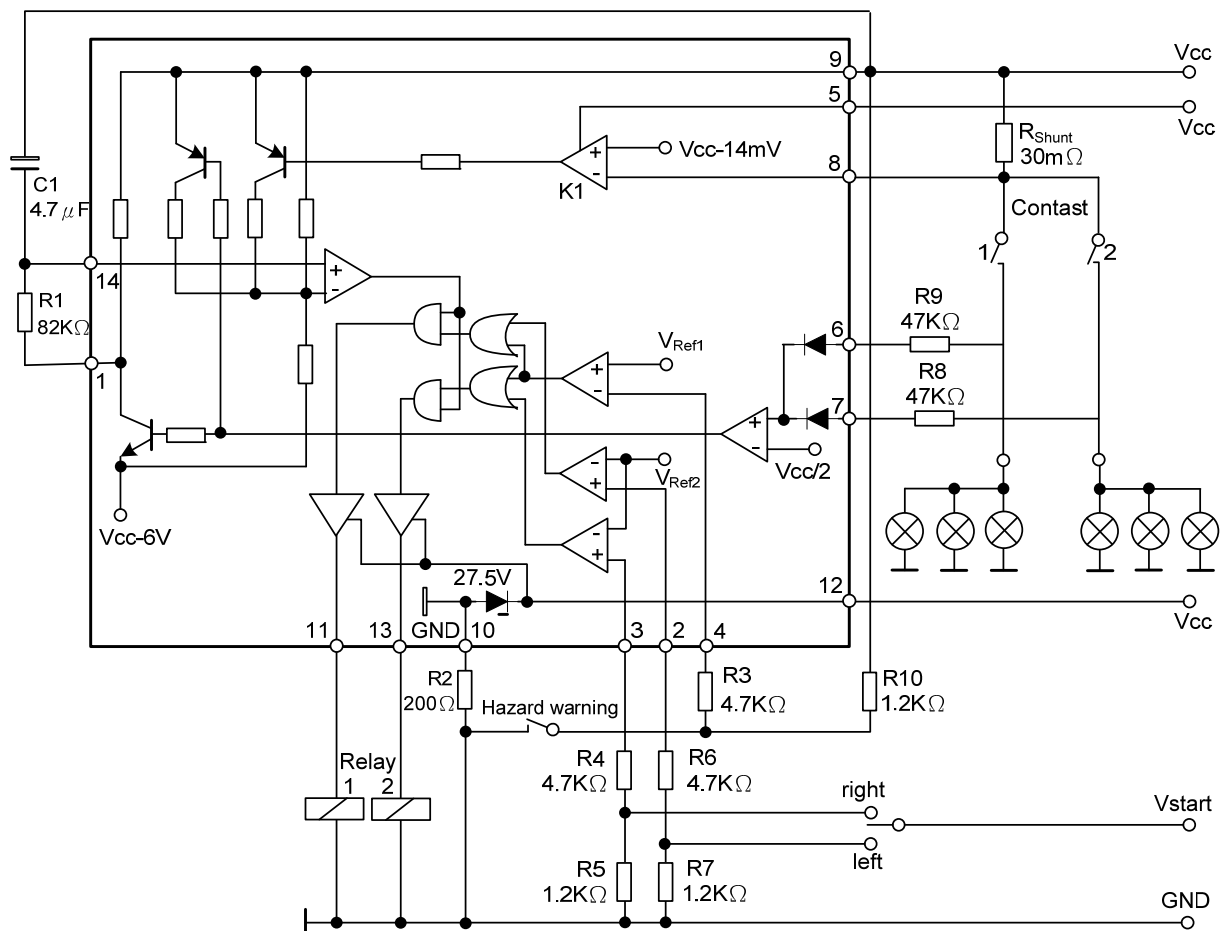 9
Vcc
5
Vcc
RShunt
30mΩ
Vcc-14mV
8
K1
C1
4.7μF
Contast
1
2
14
R1
82KΩ
R9
47KΩ
6
VRef1
R8
47KΩ
1
7
Vcc/2
VRef2
Vcc-6V
27.5V
12
Vcc
11
13
GND
10
3
2
4
R2
200Ω
R3
4.7KΩ
R10
1.2KΩ
Hazard warning
R4
4.7KΩ
R6
4.7KΩ
Relay
1
2
right
Vstart
left
R5
1.2KΩ
R7
1.2KΩ
GND
+
-
+
-
+
-
+
-
-
+
-
+